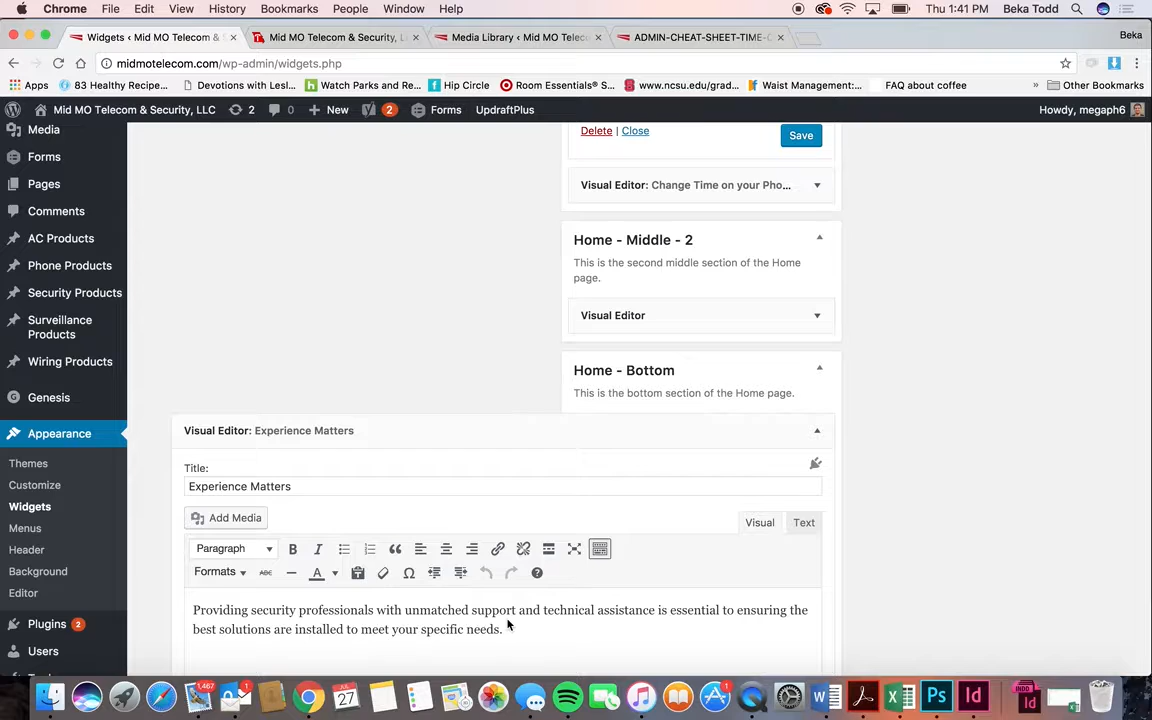 Chrome File Edit View History Bookmarks People Window Help Thu 1:41 PM Beka Todd
Widgets ‹ Mid MO Telecom & S Mid MO Telecom & Security, L Media Library ‹ Mid MO Telec ADMIN-CHEAT-SHEET-TIME-C Beka
midmotelecom.com/wp-admin/widgets.php
Apps 83 Healthy Recipe... Devotions with Lesl... Watch Parks and Re... Hip Circle Room Essentials® S... www.ncsu.edu/grad... Waist Management:... FAQ about coffee » Other Bookmarks
Mid MO Telecom & Security, LLC 2 0 New 2 Forms UpdraftPlus Howdy, megaph6
Media
Forms
Pages
Comments
AC Products
Phone Products
Security Products
Surveillance
Products
Wiring Products
Genesis
Appearance
Themes
Customize
Widgets
Menus
Header
Background
Editor
Plugins 2
Users
Delete | Close Save
Visual Editor: Change Time on your Pho...
Home - Middle - 2
This is the second middle section of the Home
page.
Visual Editor
Home - Bottom
This is the bottom section of the Home page.
Visual Editor: Experience Matters
Title:
Experience Matters
Add Media Visual Text
Paragraph B I
Formats ABC A
Providing security professionals with unmatched support and technical assistance is essential to ensuring the
best solutions are installed to meet your specific needs.
1,467 1 JUL 27 1